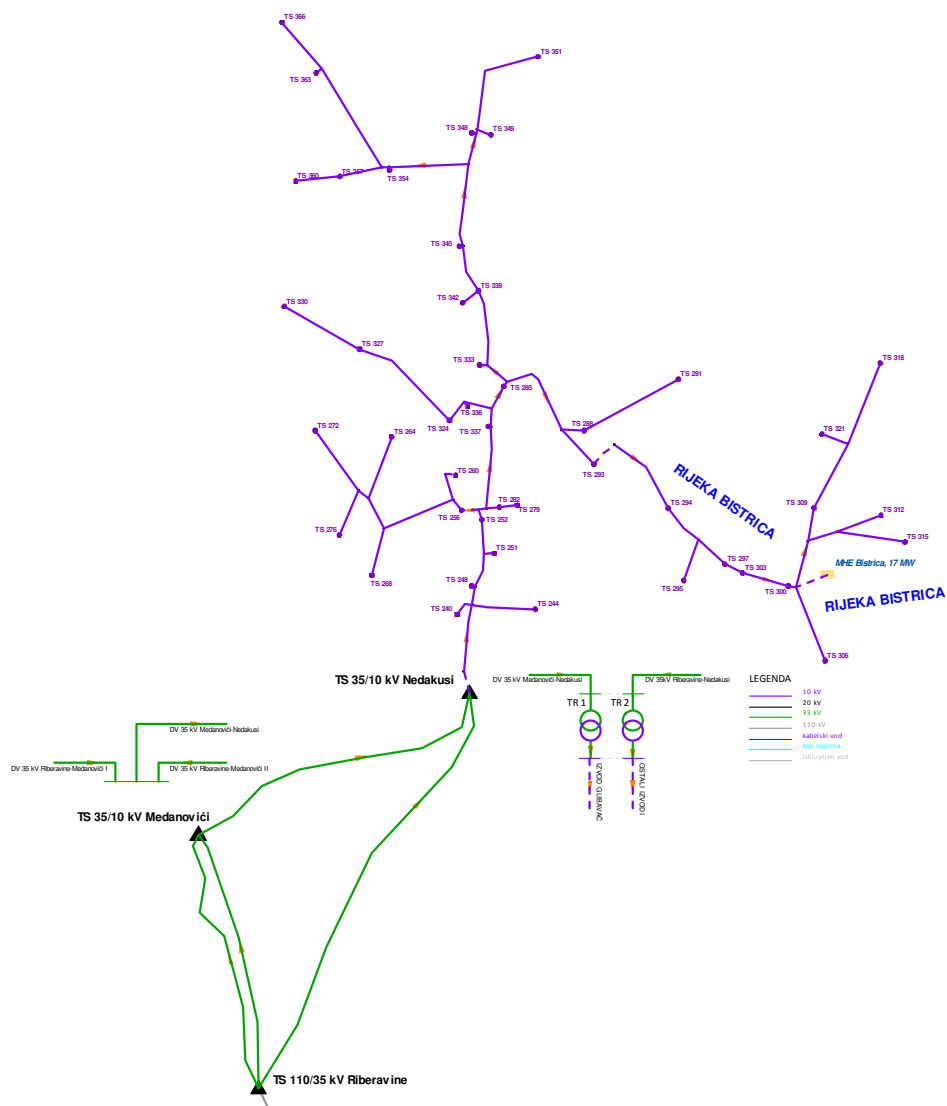 TS 366
TS 351
TS 363
TS 348
TS 349
TS 354
TS 360
TS 357
TS 345
TS 339
TS 342
TS 330
TS 327
TS 333
TS 318
TS 285
TS 291
TS 336
TS 324
TS 337
TS 288
TS 321
TS 272
TS 264
TS 293
TS 260
RIJEKA BISTRICA
TS 282
TS 279
TS 256
TS 252
TS 294
TS 309
TS 312
TS 276
TS 315
TS 251
TS 297
TS 303
MHE Bistrica, 17 MW
TS 268
TS 248
TS 295
TS 300
RIJEKA BISTRICA
TS 240
TS 244
TS 306
TS 35/10 kV Nedakusi
DV 35 kV Medanovići-Nedakusi
DV 35kV Riberavine-Nedakusi
LEGENDA
TR 1
TR 2
10 kV
20 kV
35 kV
110 kV
kabelski vod
bez napona
isklupljen vod
IZVOD GUBAVAČ
OSTALI IZVODI
DV 35 kV Medanovići-Nedakusi
DV 35 kV Riberavine-Medanovići I
DV 35 kV Riberavine-Medanovići II
TS 35/10 kV Medanovići
TS 110/35 kV Riberavine